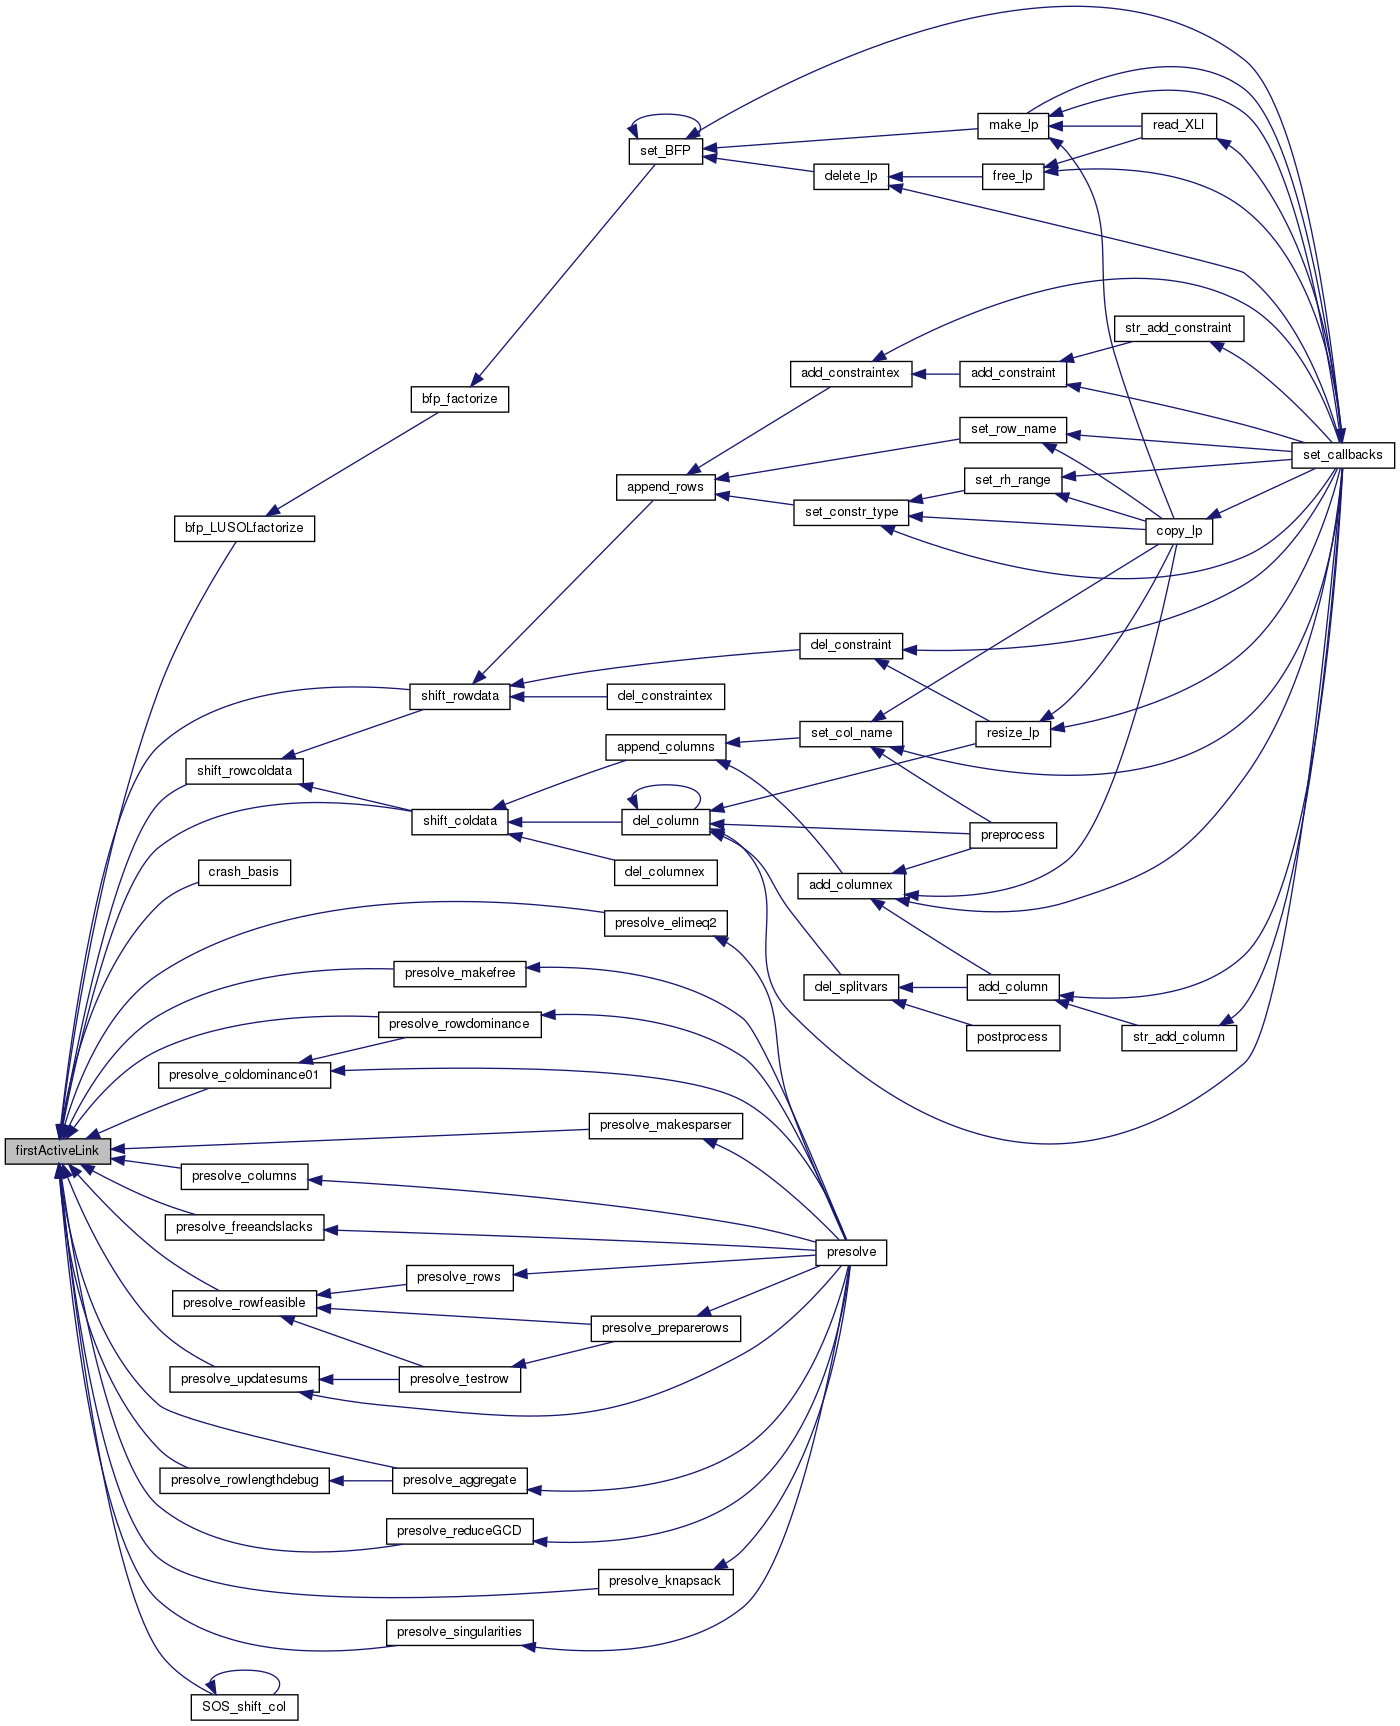 make_lp
read_XLI
set_BFP
delete_lp
free_lp
str_add_constraint
add_constraintex
add_constraint
bfp_factorize
set_row_name
set_callbacks
append_rows
set_rh_range
set_constr_type
bfp_LUSOLfactorize
copy_lp
del_constraint
shift_rowdata
del_constraintex
set_col_name
resize_lp
append_columns
shift_rowcoldata
shift_coldata
del_column
preprocess
crash_basis
del_columnex
add_columnex
presolve_elimeq2
presolve_makefree
del_splitvars
add_column
presolve_rowdominance
postprocess
str_add_column
presolve_coldominance01
presolve_makesparser
firstActiveLink
presolve_columns
presolve_freeandslacks
presolve
presolve_rows
presolve_rowfeasible
presolve_preparerows
presolve_updatesums
presolve_testrow
presolve_rowlengthdebug
presolve_aggregate
presolve_reduceGCD
presolve_knapsack
presolve_singularities
SOS_shift_col